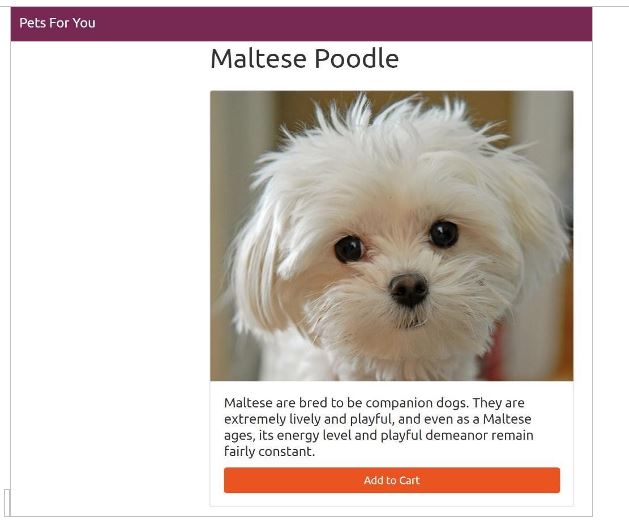 Pets For You
Maltese Poodle
Maltese are bred to be companion dogs. They are
extremely lively and playful, and even as a Maltese
ages, its energy level and playful demeanor remain
fairly constant.
Add to Cart